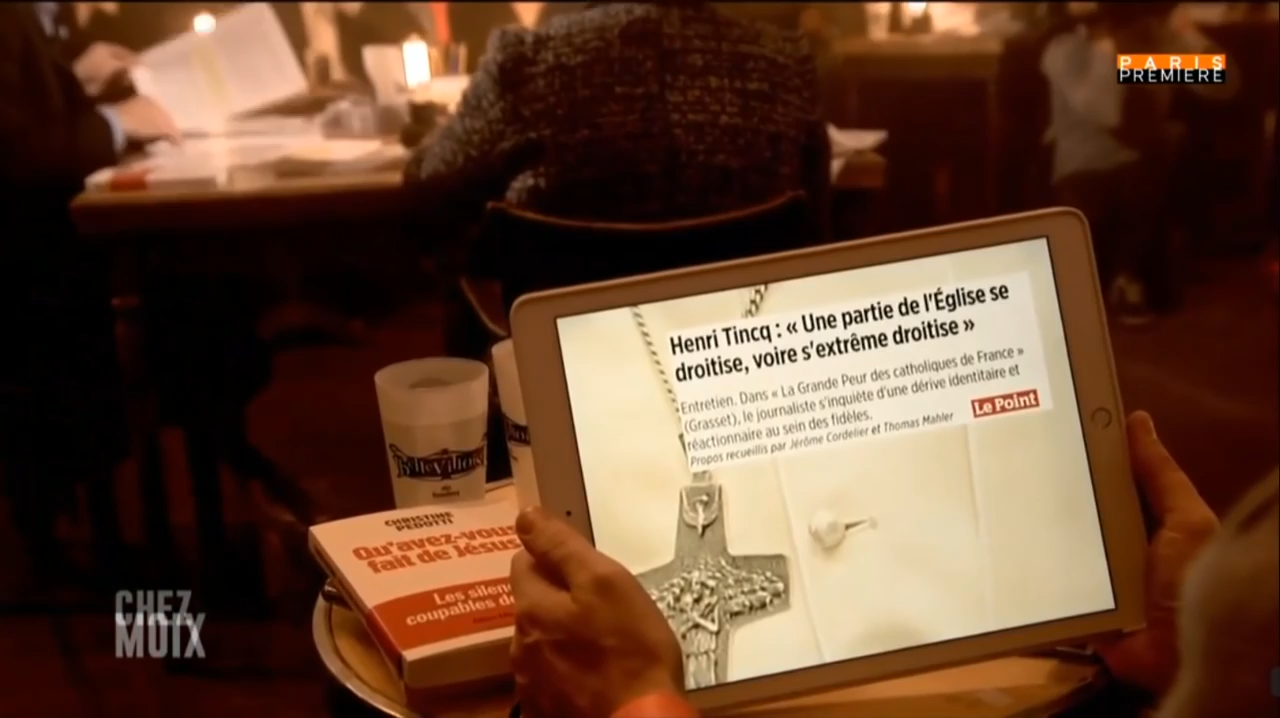 PARIS
PREMIERE
Henri Tincq : « Une partie de l'Église se
droitise, voire s'extrême droitise »
Entretien. Dans « La Grande Peur des catholiques de France »
(Grasset), le journaliste s'inquiète d'une dérive identitaire et
réactionnaire au sein des fidèles.
Le Point
Propos recueillis par Jérôme Cordelier et Thomas Mahler
BelleVilloise
CHRISTINE
PEDOTTI
Qu'avez-vous
fait de Jésus
Les silen
coupables de
CHEZ
MOIX